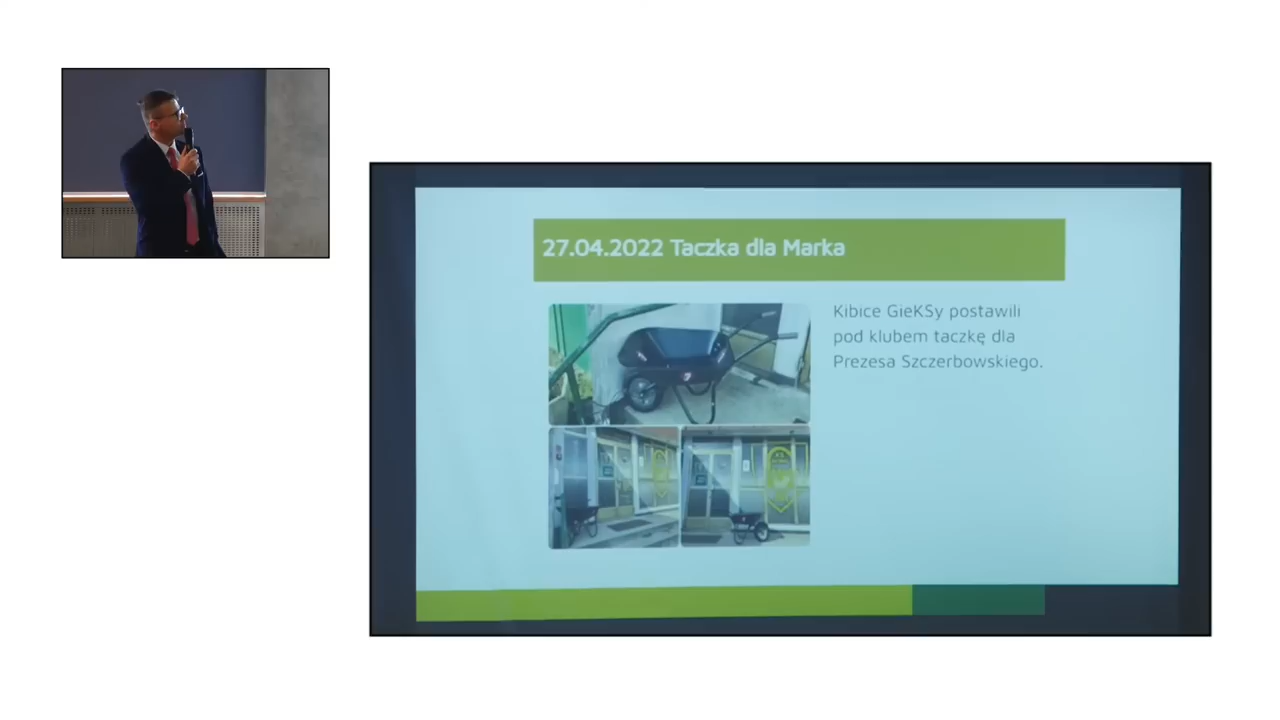 27.04.2022 Taczka dla Marka
Kibice GieKSy postawili
pod klubem taczkę dla
Prezesa Szczerbowskiego.